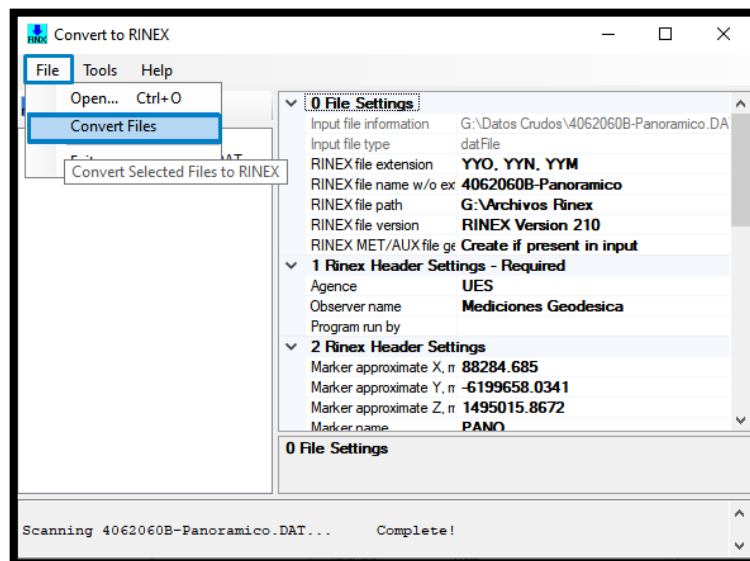 RNX Convert to RINEX
File Tools Help
Open... Ctrl+O
Convert Files
Convert Selected Files to RINEX
0 File Settings
Input file information G:\Datos Crudos\4062060B-Panoramico.DA
Input file type datFile
RINEX file extension YYO, YYN, YYM
RINEX file name w/o ex 4062060B-Panoramico
RINEX file path G:\Archivos Rinex
RINEX file version RINEX Version 210
RINEX MET/AUX file ge Create if present in input
1 Rinex Header Settings - Required
Agence UES
Observer name Mediciones Geodesica
Program run by
2 Rinex Header Settings
Marker approximate X, m 88284.685
Marker approximate Y, m -6199658.0341
Marker approximate Z, m 1495015.8672
Marker name PANO
0 File Settings
Scanning 4062060B-Panoramico.DAT... Complete!